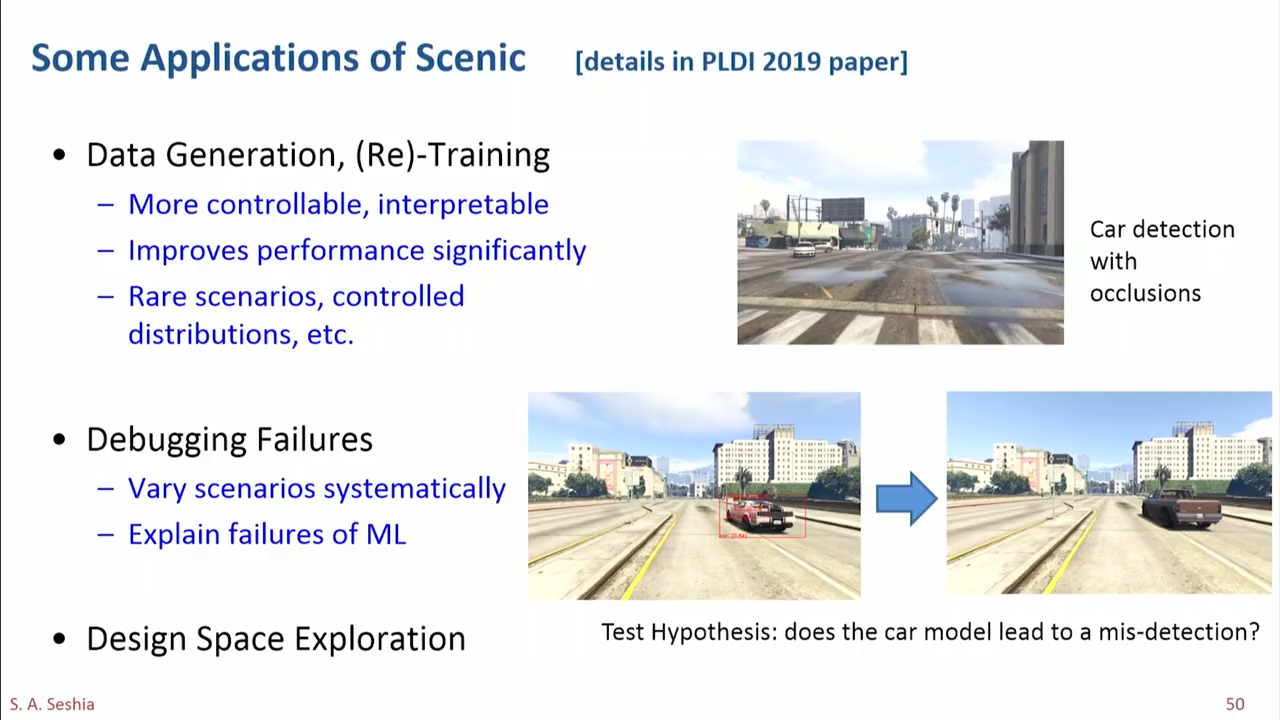 Some Applications of Scenic [details in PLDI 2019 paper]
• Data Generation, (Re)-Training
– More controllable, interpretable
– Improves performance significantly
– Rare scenarios, controlled
distributions, etc.
Car detection
with
occlusions
• Debugging Failures
– Vary scenarios systematically
– Explain failures of ML
Test Hypothesis: does the car model lead to a mis-detection?
• Design Space Exploration
S. A. Seshia
50